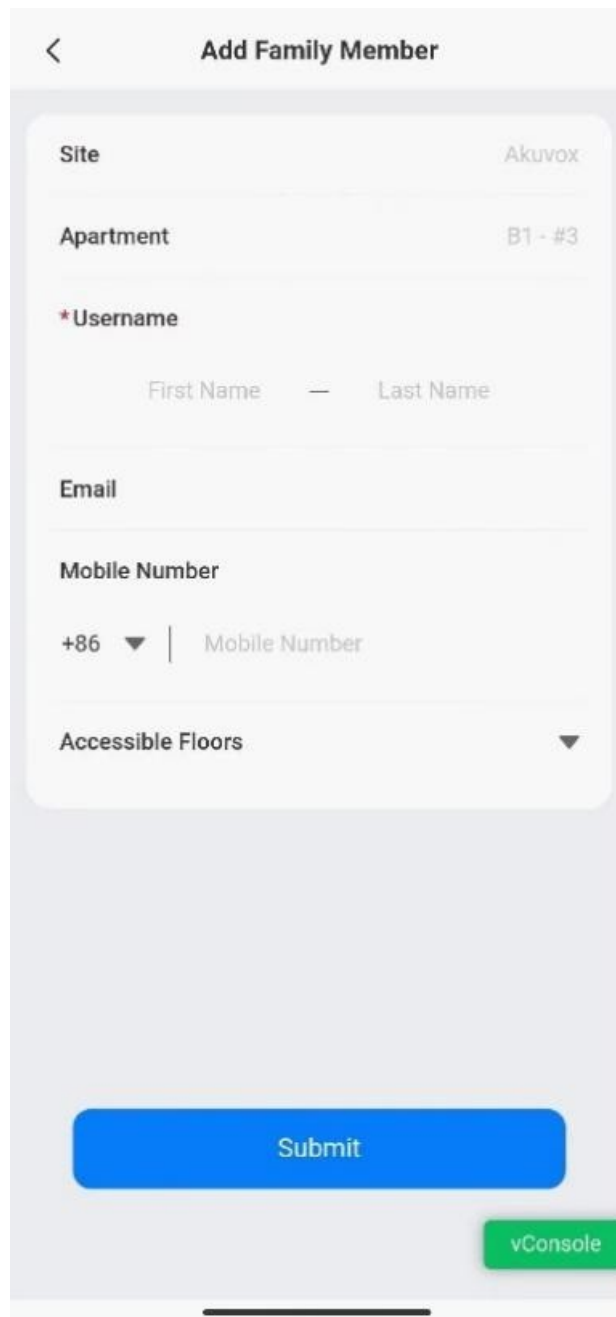 Add Family Member
Site Akuvox
Apartment B1 - #3
*Username
First Name — Last Name
Email
Mobile Number
+86 Mobile Number
Accessible Floors
Submit
vConsole